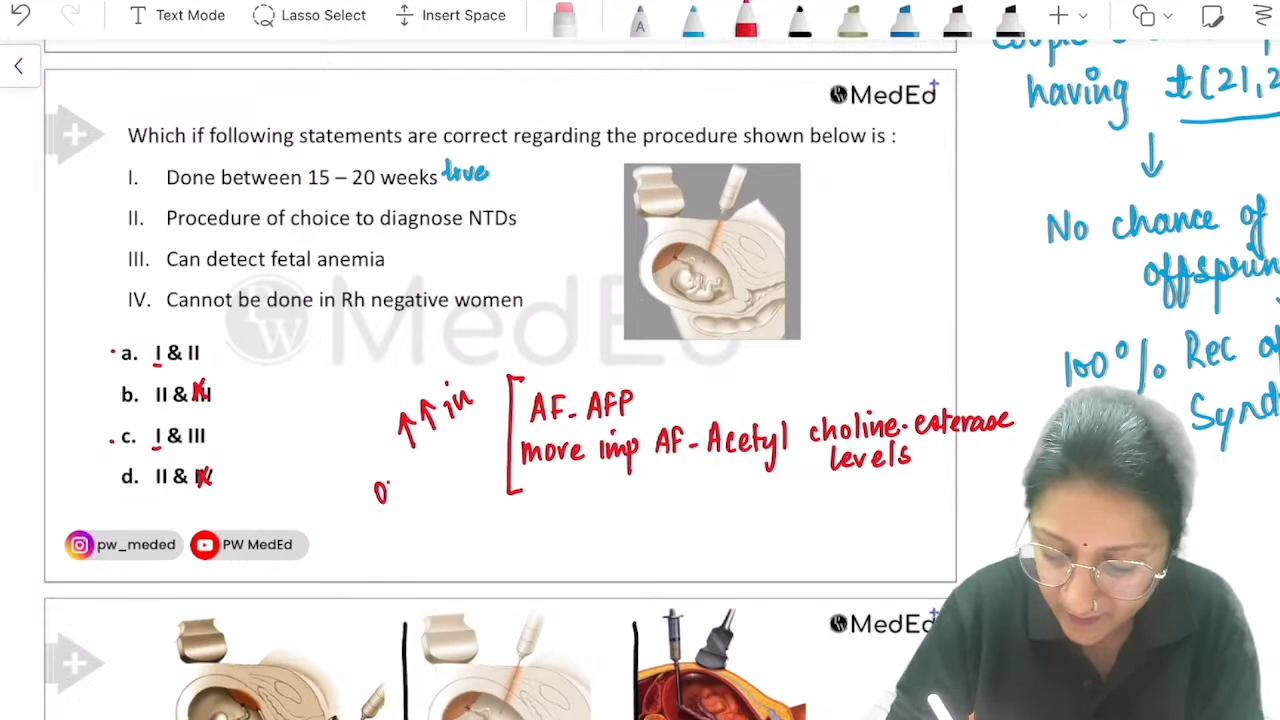 Text Mode
Lasso Select
Insert Space
MedEd
Which if following statements are correct regarding the procedure shown below is :
I. Done between 15 – 20 weeks true
II. Procedure of choice to diagnose NTDs
III. Can detect fetal anemia
IV. Cannot be done in Rh negative women
a. I & II
b. II & III
c. I & III
d. II & IV
↑↑ in
AF-AFP
more imp AF-Acetyl choline-esterase
levels
pw_meded
PW MedEd
having t(21,2
↓
No chance of
offsprin
100% Rec
Synd
MedEd
PW MedEd